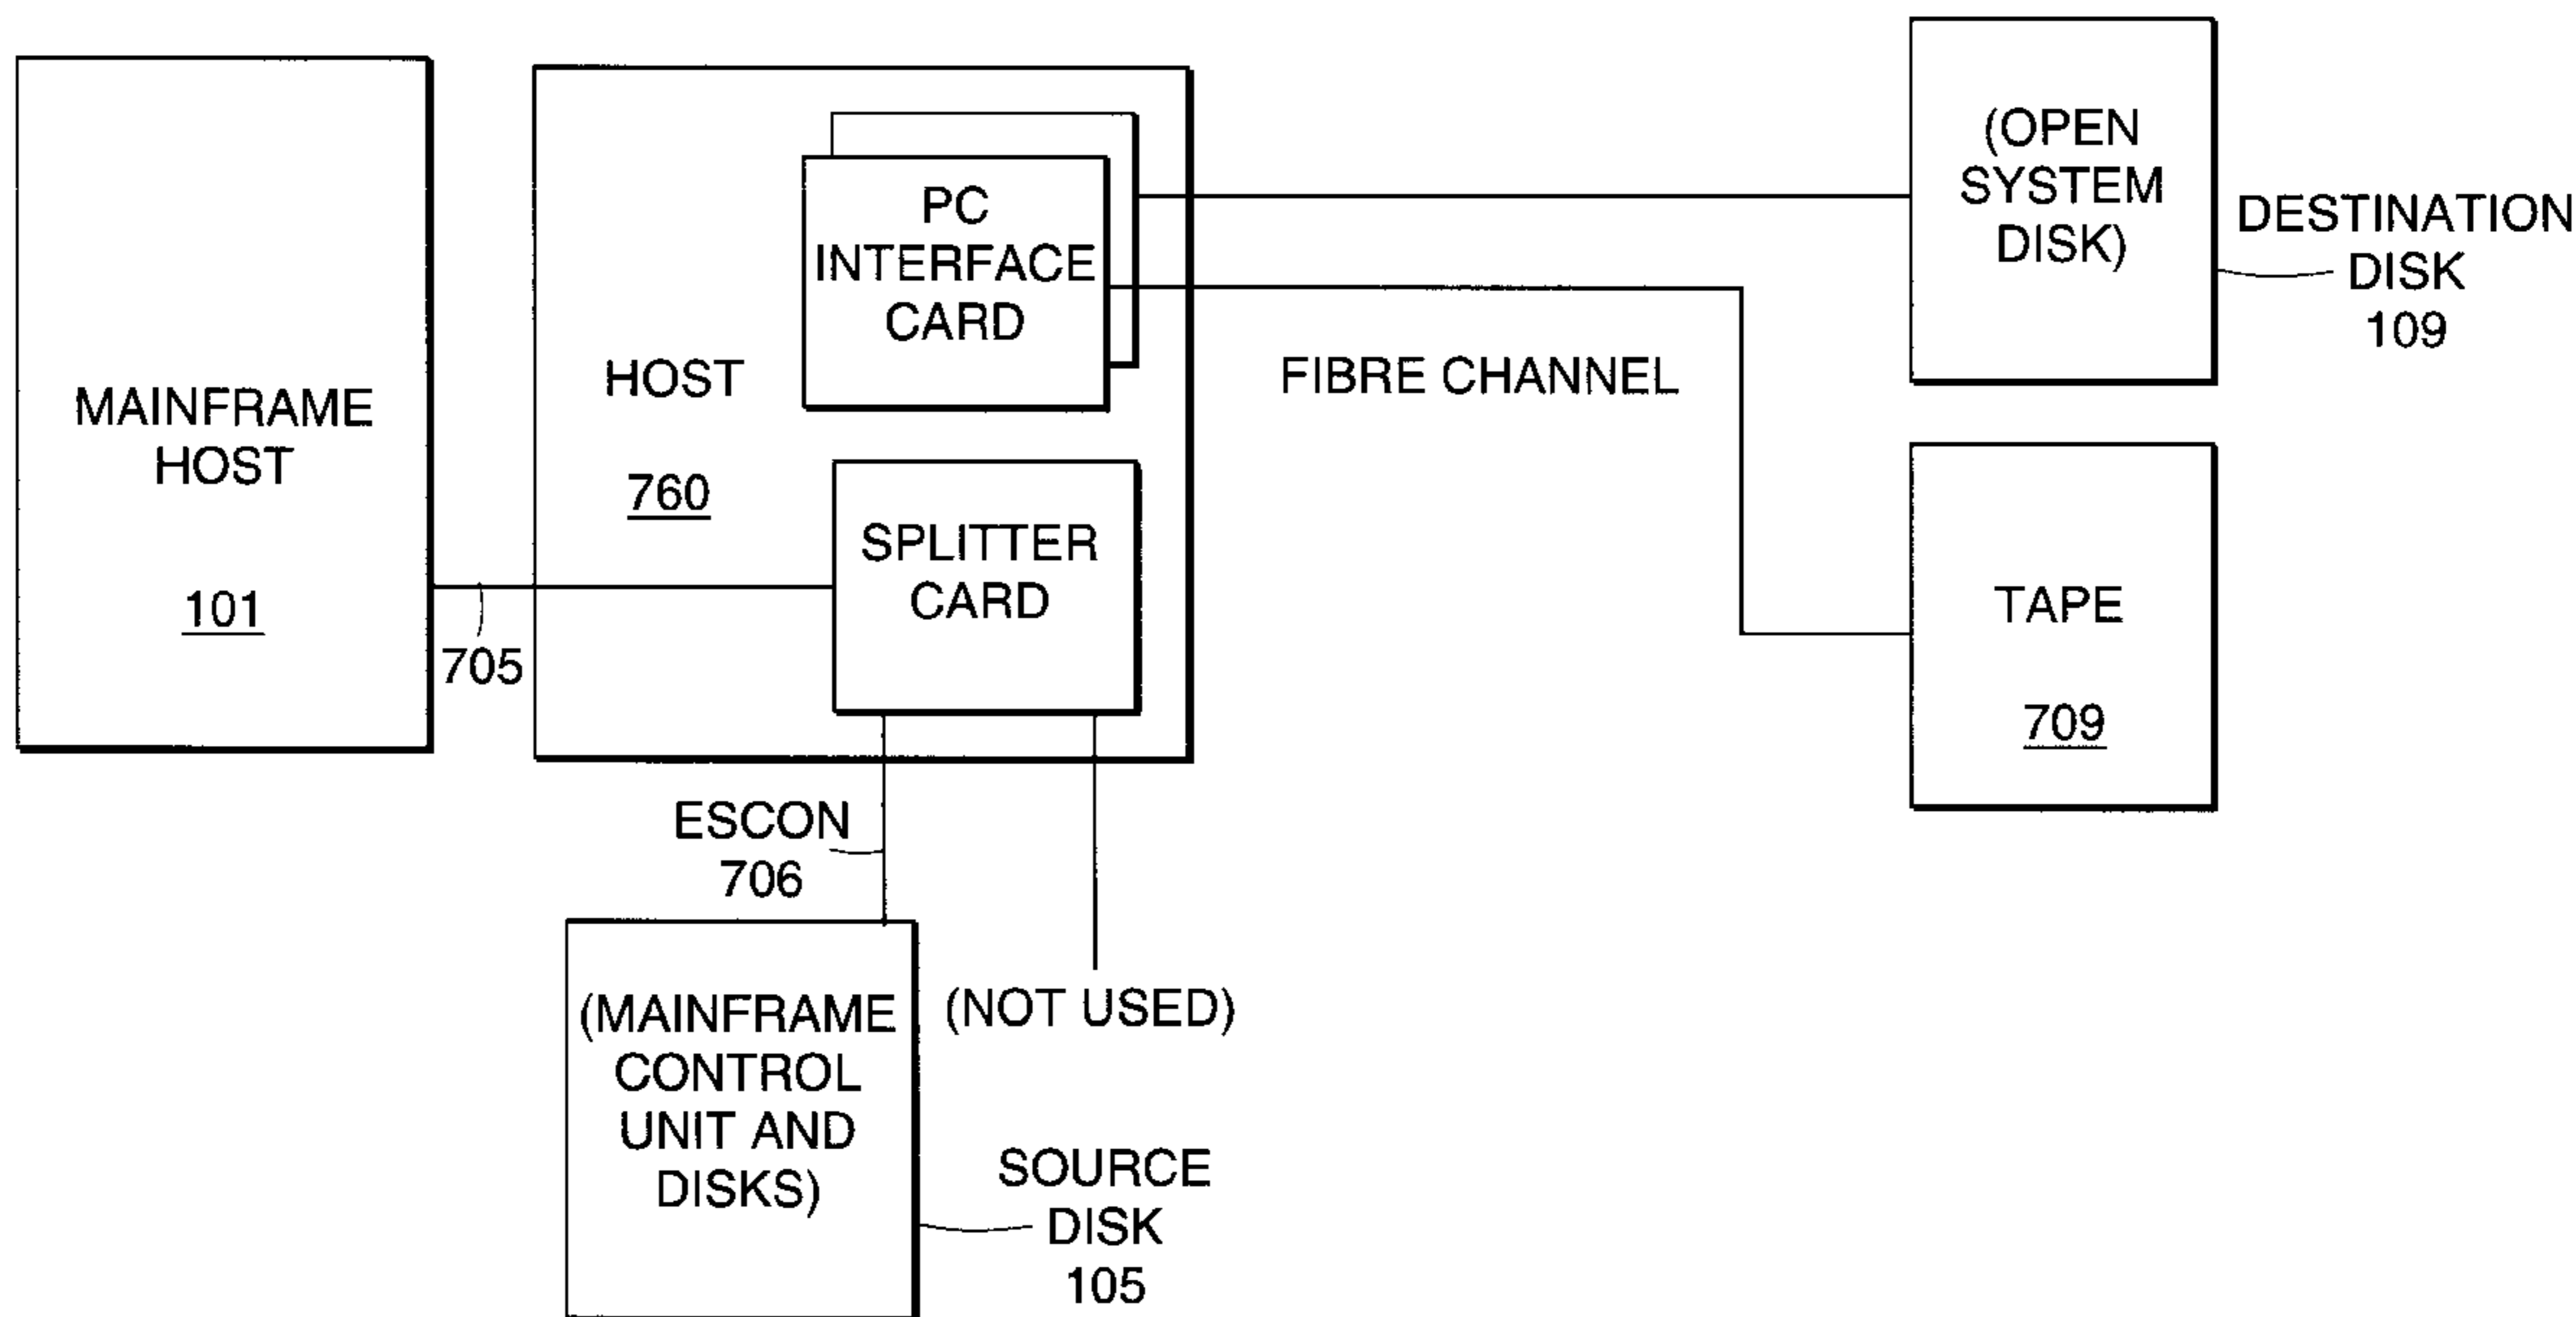 MAINFRAME
HOST
101
705
HOST
760
PC
INTERFACE
CARD
SPLITTER
CARD
ESCON
706
(NOT USED)
(MAINFRAME
CONTROL
UNIT AND
DISKS)
SOURCE
DISK
105
FIBRE CHANNEL
(OPEN
SYSTEM
DISK)
DESTINATION
DISK
109
TAPE
709